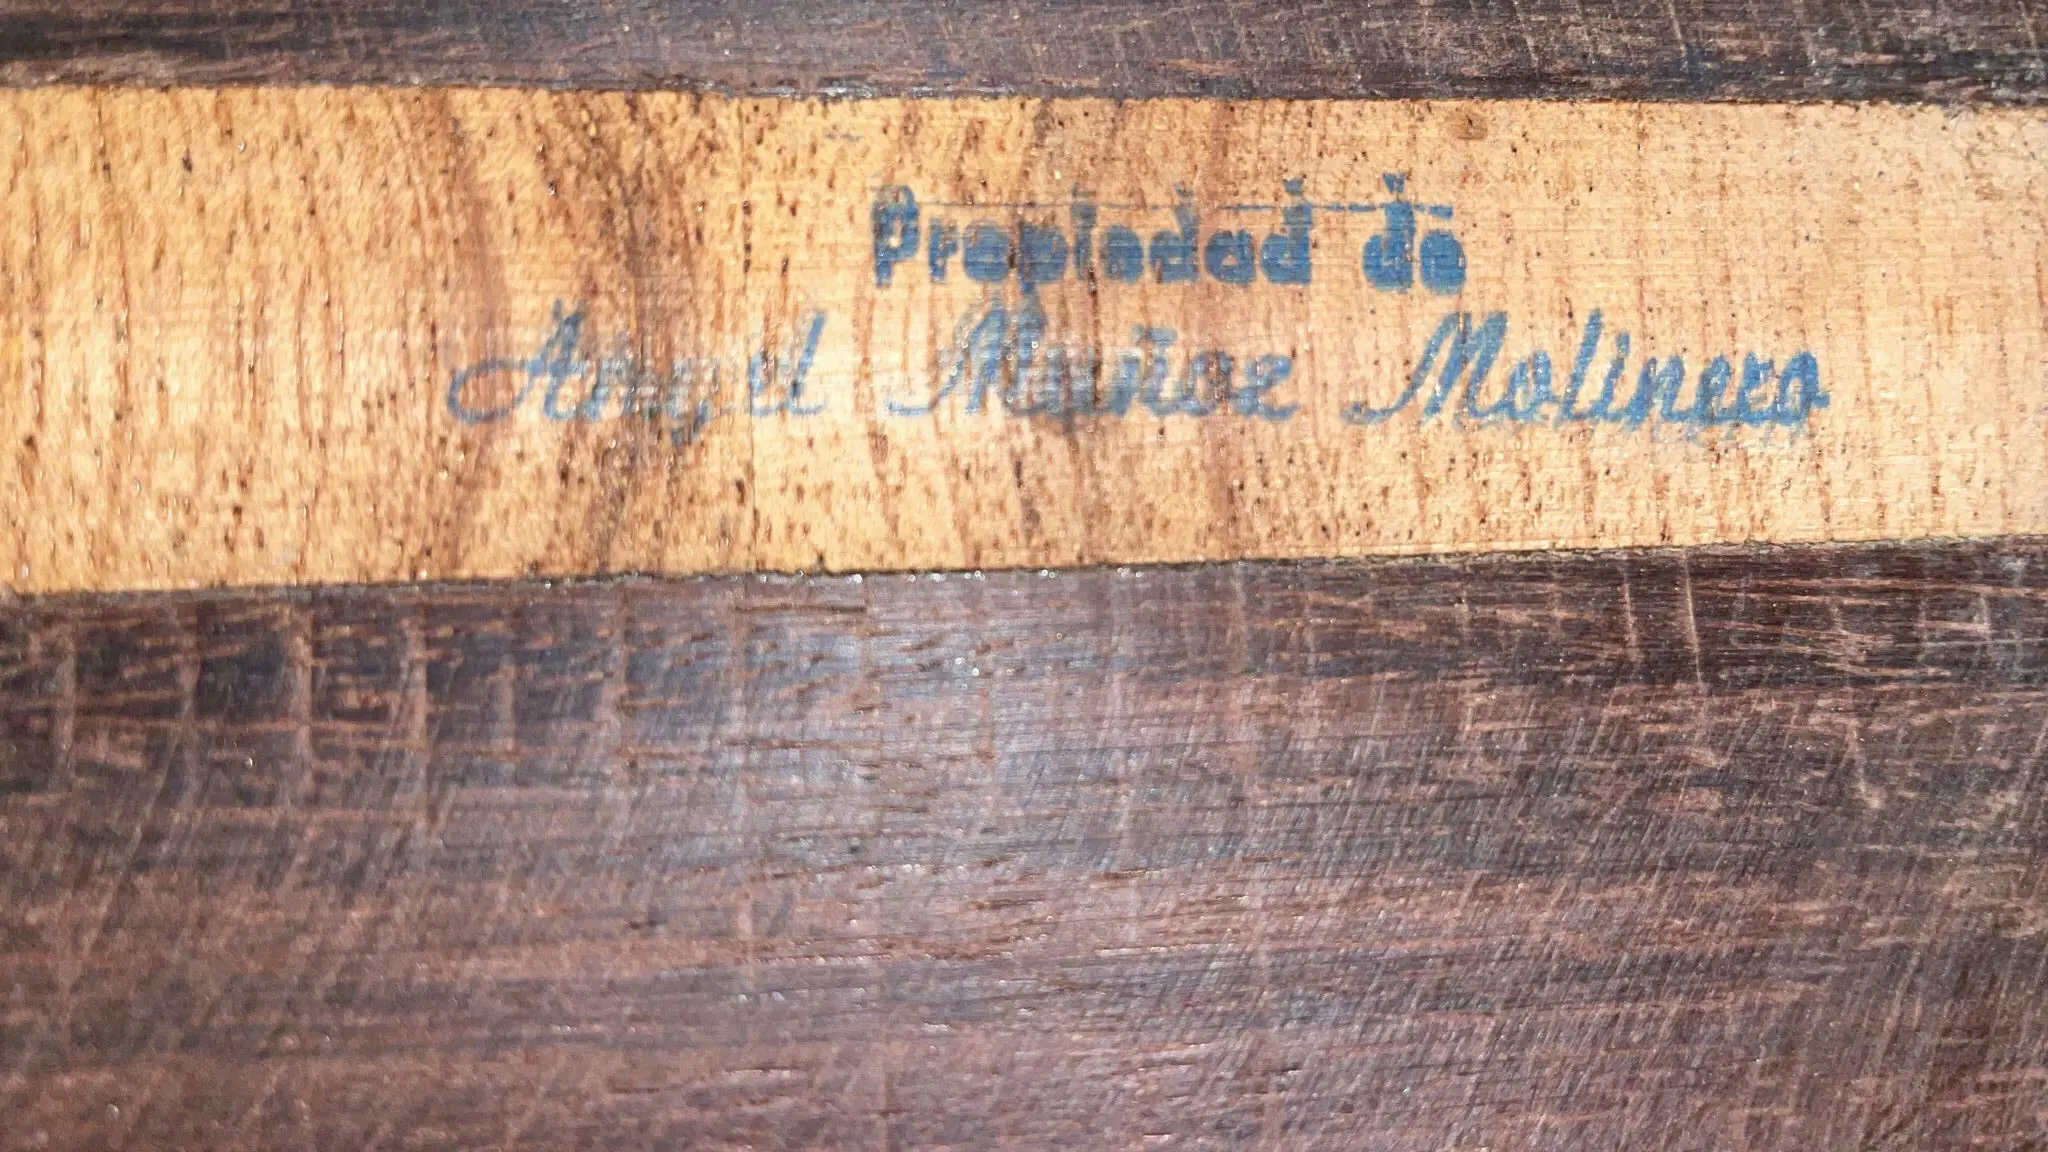 Propiedad de
Angel Muñoz Molinero